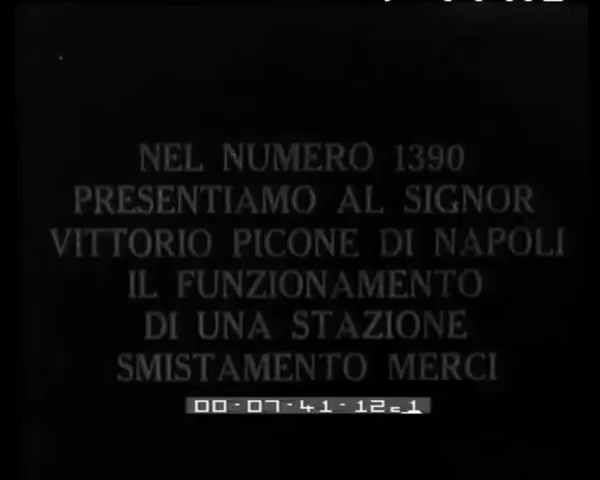 NEL NUMERO 1390
PRESENTIAMO AL SIGNOR
VITTORIO PICONE DI NAPOLI
IL FUNZIONAMENTO
DI UNA STAZIONE
SMISTAMENTO MERCI
00·07·41·12c1